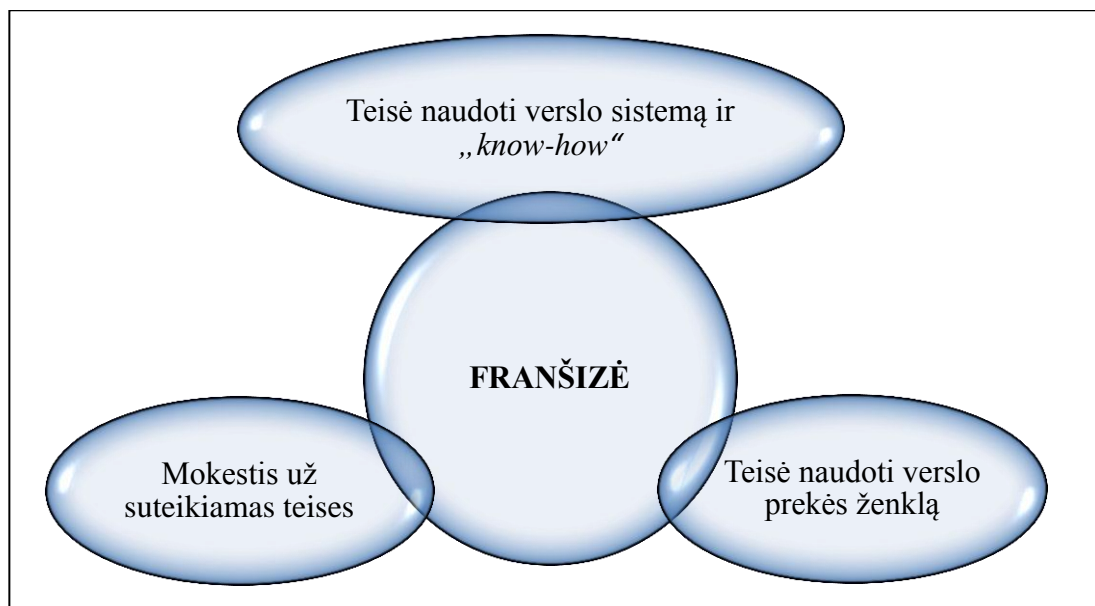 Teisė naudoti verslo sistemą ir
„know-how“
FRANŠIZĖ
Mokestis už
suteikiamas teises
Teisė naudoti verslo
prekės ženklą